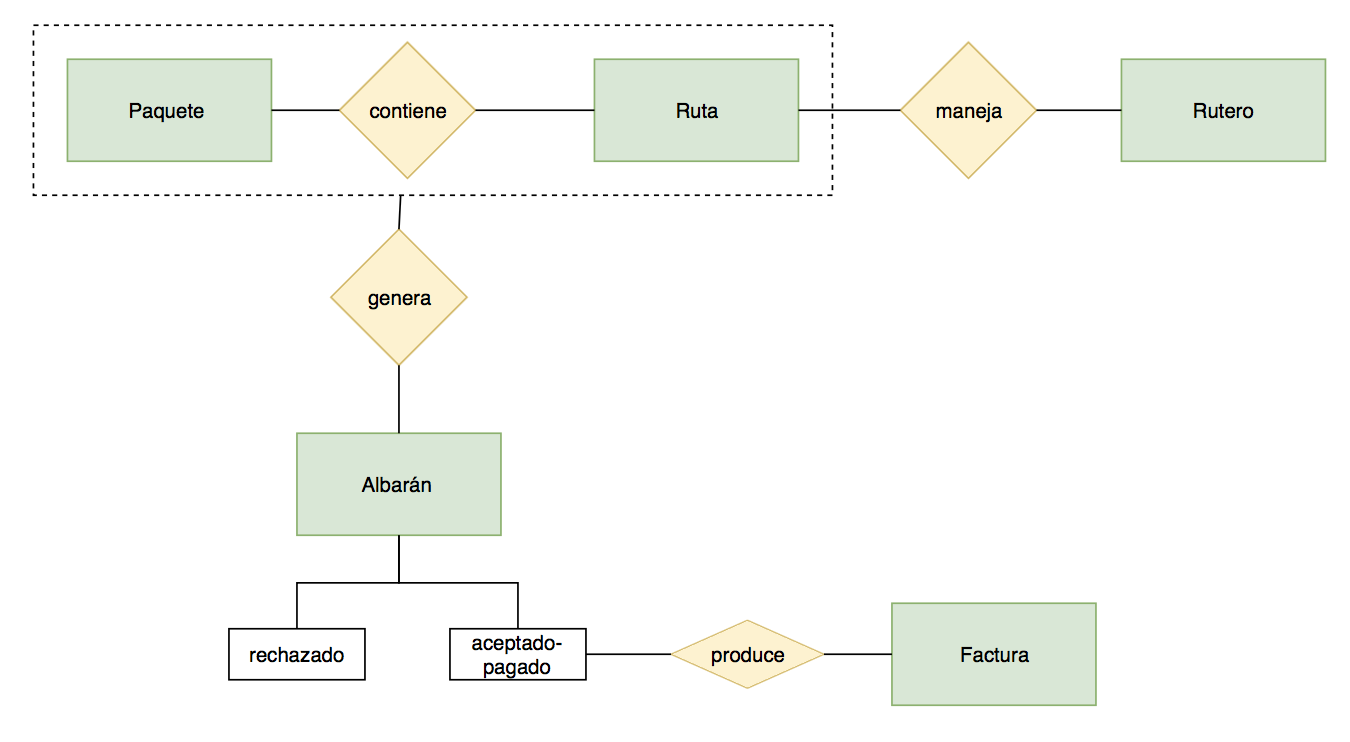 Paquete
contiene
Ruta
maneja
Rutero
genera
Albarán
rechazado
aceptado-
pagado
produce
Factura